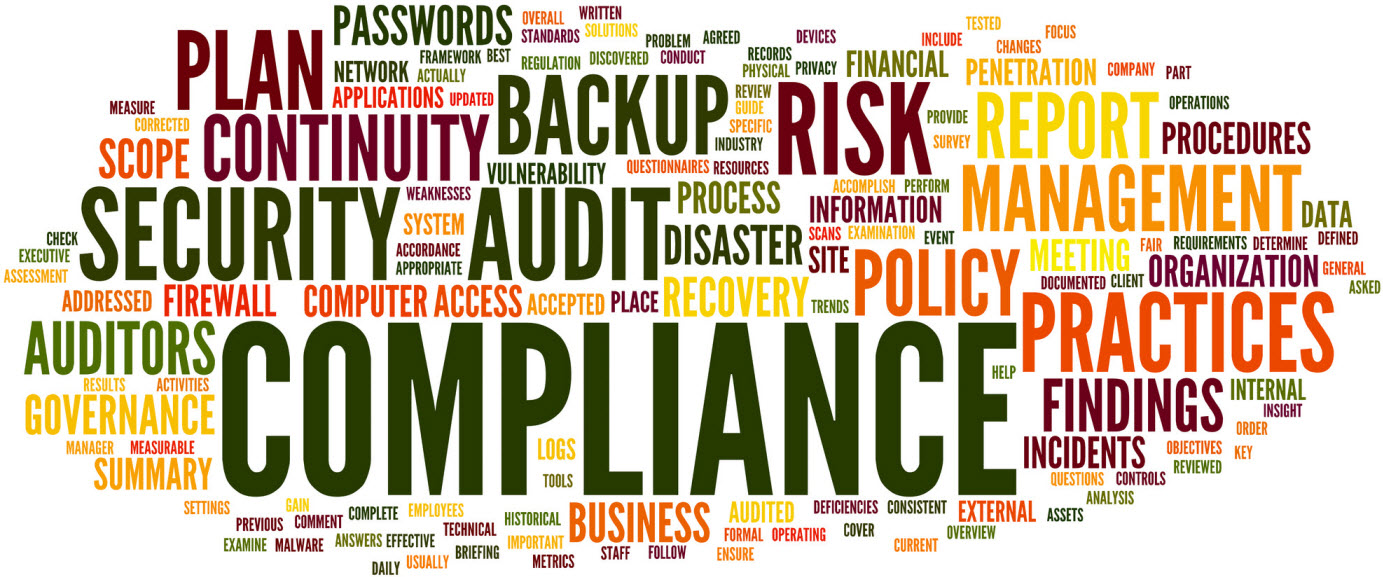 PASSWORDS
OVERALL
WRITTEN
STANDARDS
SOLUTIONS
PROBLEM
AGREED
DEVICES
INCLUDE
TESTED
CHANGES
FOCUS
PLAN
FRAMEWORK
BEST
REGULATION
DISCOVERED
CONDUCT
RECORDS
PHYSICAL
PRIVACY
FINANCIAL
PENETRATION
COMPANY
PART
NETWORK
ACTUALLY
APPLICATIONS
UPDATED
BACKUP
REVIEW
GUIDE
SPECIFIC
INDUSTRY
RISK
PROVIDE
SURVEY
REPORT
OPERATIONS
PROCEDURES
MEASURE
CORRECTED
SCOPE
CONTINUITY
VULNERABILITY
QUESTIONNAIRES
RESOURCES
SECURITY
WEAKNESSES
SYSTEM
ACCORDANCE
APPROPRIATE
AUDIT
PROCESS
DISASTER
ACCOMPLISH
PERFORM
INFORMATION
SCANS
EXAMINATION
EVENT
SITE
MANAGEMENT
DATA
CHECK
EXECUTIVE
ASSESSMENT
MEETING
FAIR
REQUIREMENTS
DETERMINE
DEFINED
DOCUMENTED
CLIENT
ORGANIZATION
GENERAL
ASKED
ADDRESSED
FIREWALL
COMPUTER
ACCESS
ACCEPTED
PLACE
RECOVERY
TRENDS
POLICY
PRACTICES
AUDITORS
COMPLIANCE
HELP
RESULTS
ACTIVITIES
GOVERNANCE
FINDINGS
INTERNAL
INSIGHT
ORDER
MANAGER
MEASURABLE
SUMMARY
LOGS
TOOLS
INCIDENTS
OBJECTIVES
KEY
REVIEWED
QUESTIONS
CONTROLS
ANALYSIS
SETTINGS
GAIN
PREVIOUS
COMMENT
COMPLETE
EMPLOYEES
TECHNICAL
HISTORICAL
BUSINESS
AUDITED
DEFICIENCIES
CONSISTENT
EXTERNAL
ASSETS
EXAMINE
MALWARE
ANSWERS
EFFECTIVE
BRIEFING
IMPORTANT
FORMAL
OPERATING
COVER
OVERVIEW
CURRENT
DAILY
USUALLY
METRICS
STAFF
FOLLOW
ENSURE